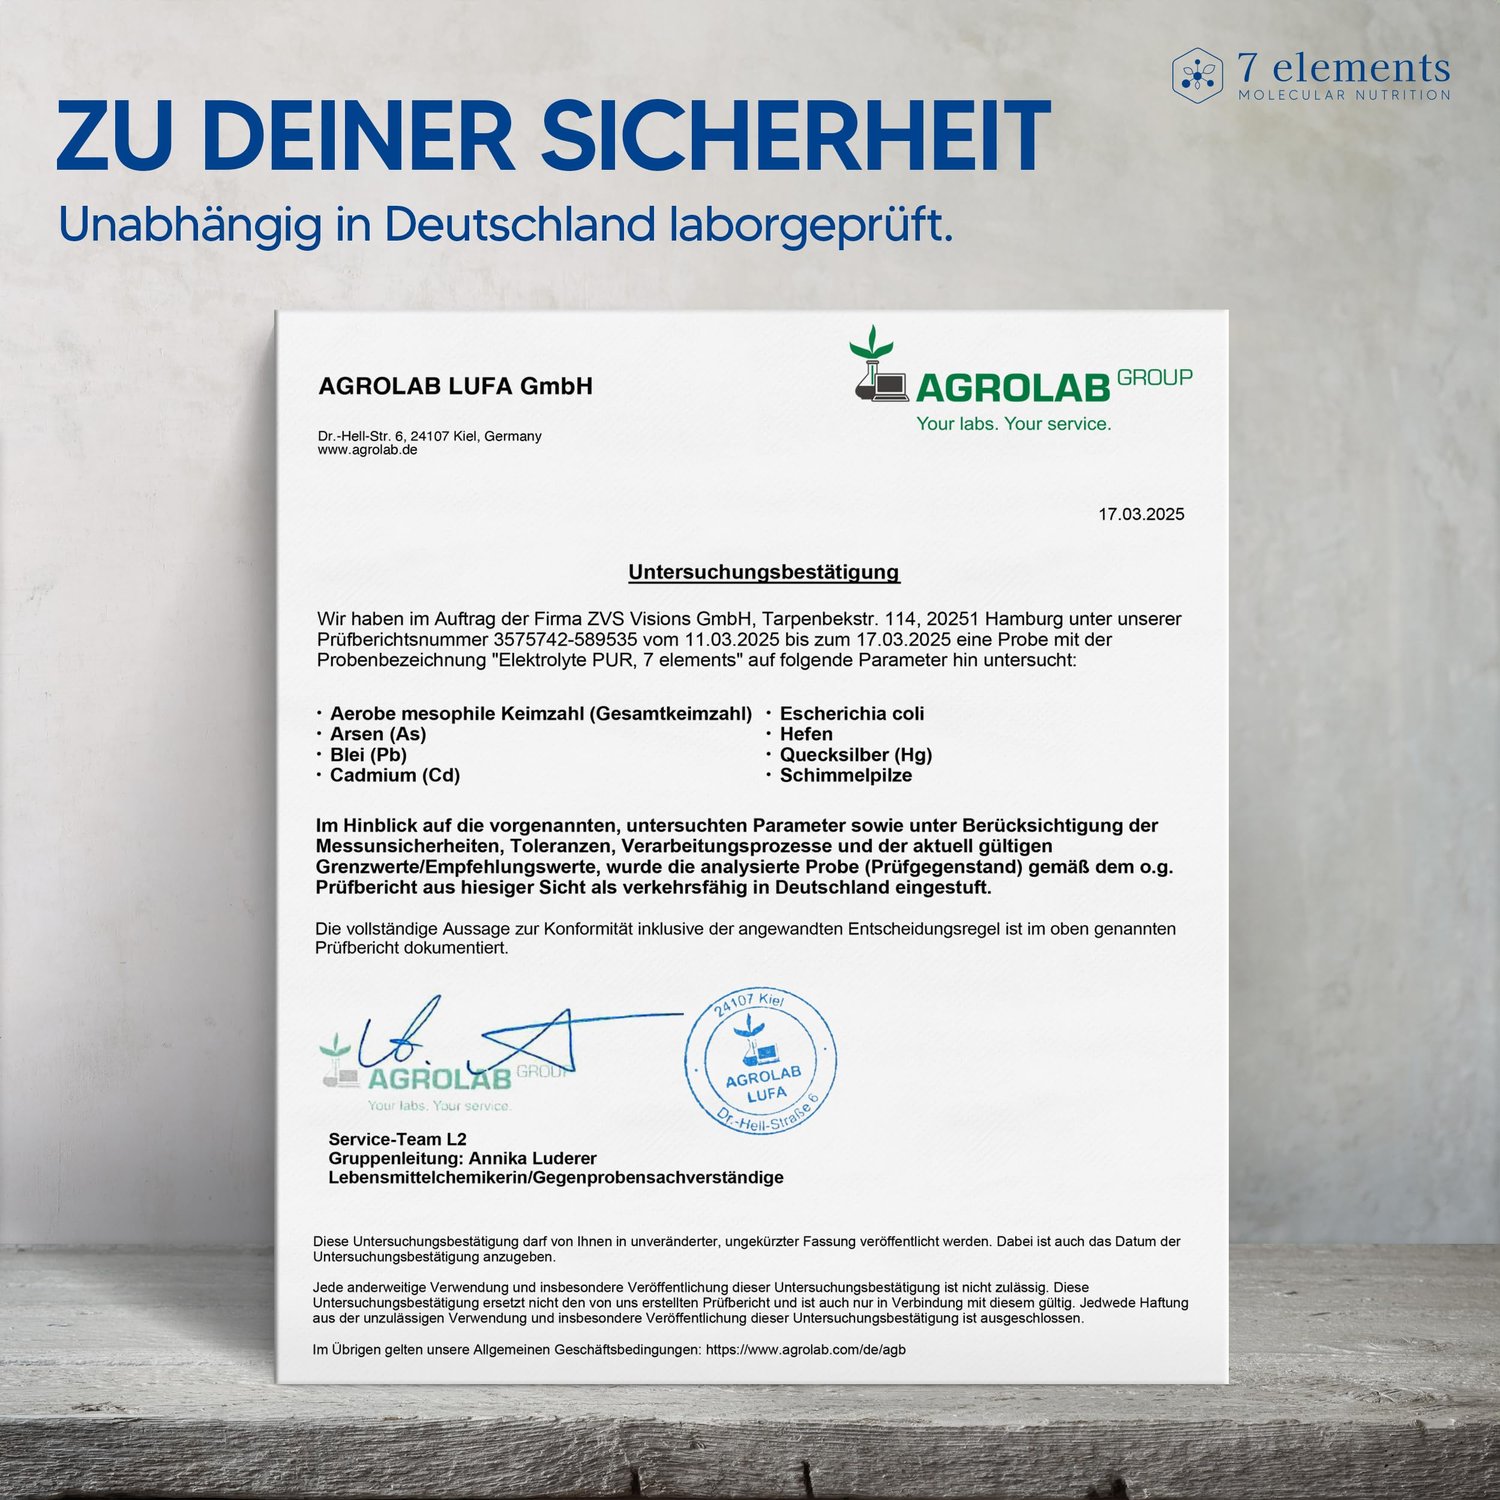 7 elements
MOLECULAR NUTRITION
ZU DEINER SICHERHEIT
Unabhängig in Deutschland laborgeprüft.
AGROLAB LUFA GmbH
Dr.-Hell-Str. 6, 24107 Kiel, Germany
www.agrolab.de
AGROLAB GROUP
Your labs. Your service.
17.03.2025
Untersuchungsbestätigung
Wir haben im Auftrag der Firma ZVS Visions GmbH, Tarpenbekstr. 114, 20251 Hamburg unter unserer
Prüfberichtsnummer 3575742-589535 vom 11.03.2025 bis zum 17.03.2025 eine Probe mit der
Probenbezeichnung "Elektrolyte PUR, 7 elements" auf folgende Parameter hin untersucht:
· Aerobe mesophile Keimzahl (Gesamtkeimzahl)
· Arsen (As)
· Blei (Pb)
· Cadmium (Cd)
· Escherichia coli
· Hefen
· Quecksilber (Hg)
· Schimmelpilze
Im Hinblick auf die vorgenannten, untersuchten Parameter sowie unter Berücksichtigung der
Messunsicherheiten, Toleranzen, Verarbeitungsprozesse und der aktuell gültigen
Grenzwerte/Empfehlungswerte, wurde die analysierte Probe (Prüfgegenstand) gemäß dem o.g.
Prüfbericht aus hiesiger Sicht als verkehrsfähig in Deutschland eingestuft.
Die vollständige Aussage zur Konformität inklusive der angewandten Entscheidungsregel ist im oben genannten
Prüfbericht dokumentiert.
AGROLAB GROUP
Your labs. Your service.
24107 Kiel
AGROLAB
LUFA
Dr.-Hell-Straße 6
Service-Team L2
Gruppenleitung: Annika Luderer
Lebensmittelchemikerin/Gegenprobensachverständige
Diese Untersuchungsbestätigung darf von Ihnen in unveränderter, ungekürzter Fassung veröffentlicht werden. Dabei ist auch das Datum der
Untersuchungsbestätigung anzugeben.
Jede anderweitige Verwendung und insbesondere Veröffentlichung dieser Untersuchungsbestätigung ist nicht zulässig. Diese
Untersuchungsbestätigung ersetzt nicht den von uns erstellten Prüfbericht und ist auch nur in Verbindung mit diesem gültig. Jedwede Haftung
aus der unzulässigen Verwendung und insbesondere Veröffentlichung dieser Untersuchungsbestätigung ist ausgeschlossen.
Im Übrigen gelten unsere Allgemeinen Geschäftsbedingungen: https://www.agrolab.com/de/agb